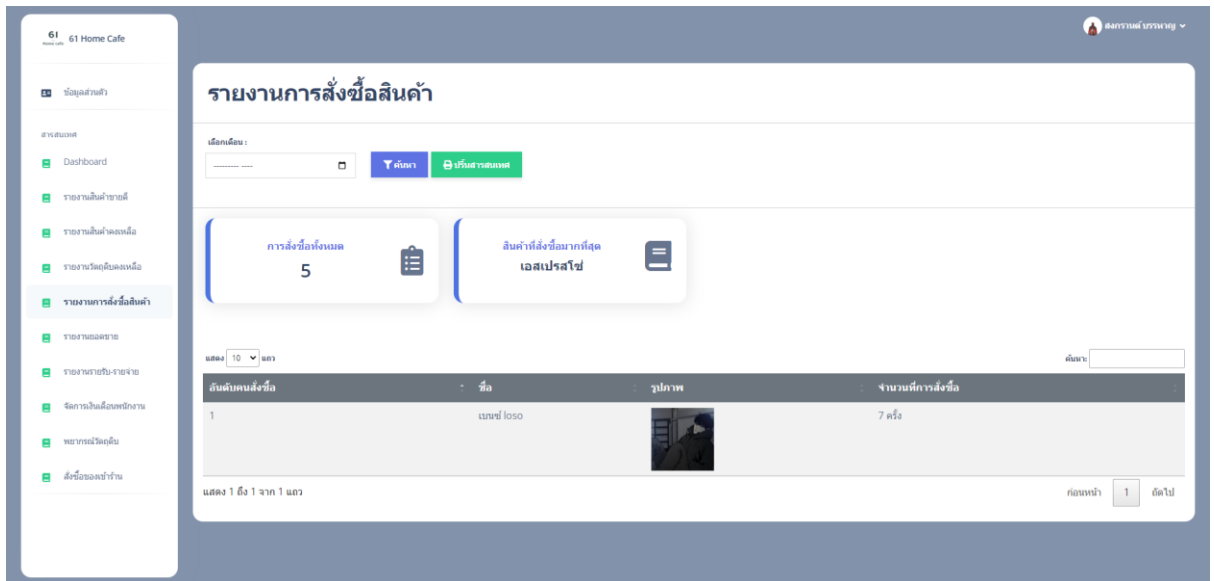 61
Home cafe
61 Home Cafe
สงกรานต์ บรรหาญ
ข้อมูลส่วนตัว
สารสนเทศ
Dashboard
รายงานสินค้าขายดี
รายงานสินค้าคงเหลือ
รายงานวัตถุดิบคงเหลือ
รายงานการสั่งซื้อสินค้า
รายงานยอดขาย
รายงานรายรับ-รายจ่าย
จัดการเงินเดือนพนักงาน
พยากรณ์วัตถุดิบ
สั่งซื้อของเข้าร้าน
รายงานการสั่งซื้อสินค้า
เลือกเดือน :
--------- ----
ค้นหา
ปริ้นสารสนเทศ
การสั่งซื้อทั้งหมด
5
สินค้าที่สั่งซื้อมากที่สุด
เอสเปรสโซ่
แสดง 10 แถว
ค้นหา:
อันดับคนสั่งซื้อ ชื่อ รูปภาพ จำนวนที่การสั่งซื้อ
1 เบนซ์ loso 7 ครั้ง
แสดง 1 ถึง 1 จาก 1 แถว
ก่อนหน้า 1 ถัดไป